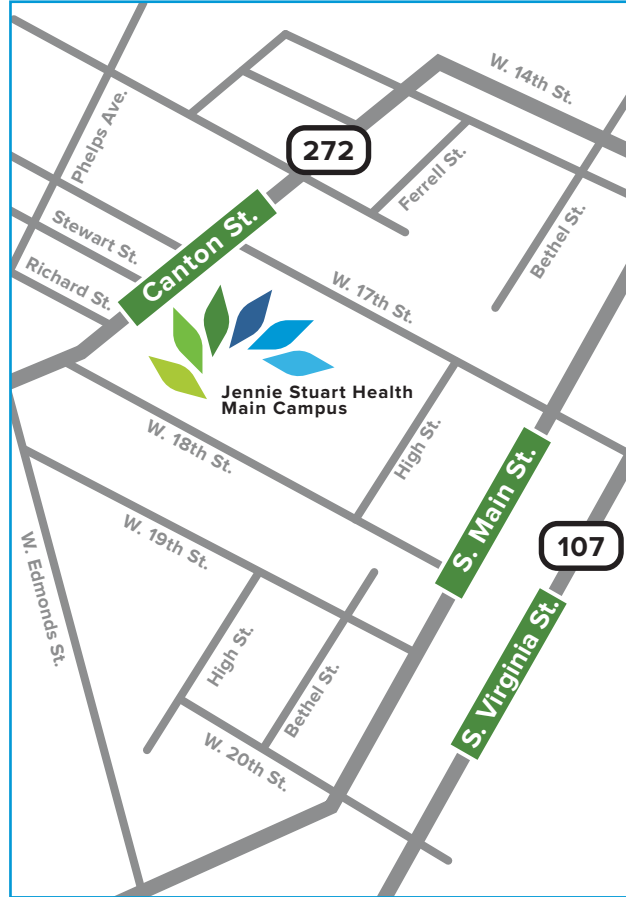 W. 14th St.
Phelps Ave.
272
Ferrell St.
Bethel St.
Canton St.
Stewart St.
Richard St.
W. 17th St.
Jennie Stuart Health
Main Campus
W. 18th St.
High St.
S. Main St.
107
W. 19th St.
W. Edmonds St.
High St.
Bethel St.
S. Virginia St.
W. 20th St.